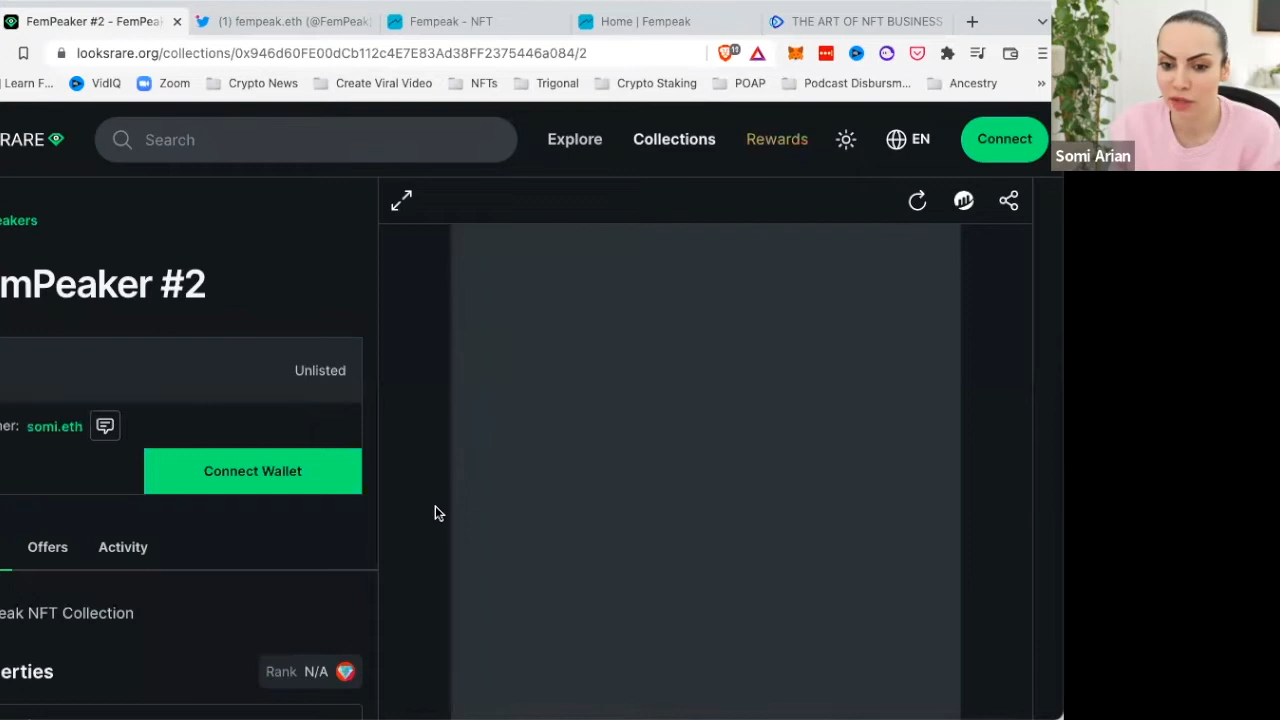 FemPeaker #2 - FemPeak
(1) fempeak.eth (@FemPeak
Fempeak - NFT
Home | Fempeak
THE ART OF NFT BUSINESS
looksrare.org/collections/0x946d60FE00dCb112c4E7E83Ad38FF2375446a084/2
11
Learn F...
VidIQ
Zoom
Crypto News
Create Viral Video
NFTs
Trigonal
Crypto Staking
POAP
Podcast Disbursm...
Ancestry
»
RARE
Search
Explore
Collections
Rewards
EN
Connect
Somi Arian
eakers
mPeaker #2
Unlisted
ner: somi.eth
Connect Wallet
Offers
Activity
eak NFT Collection
erties
Rank N/A